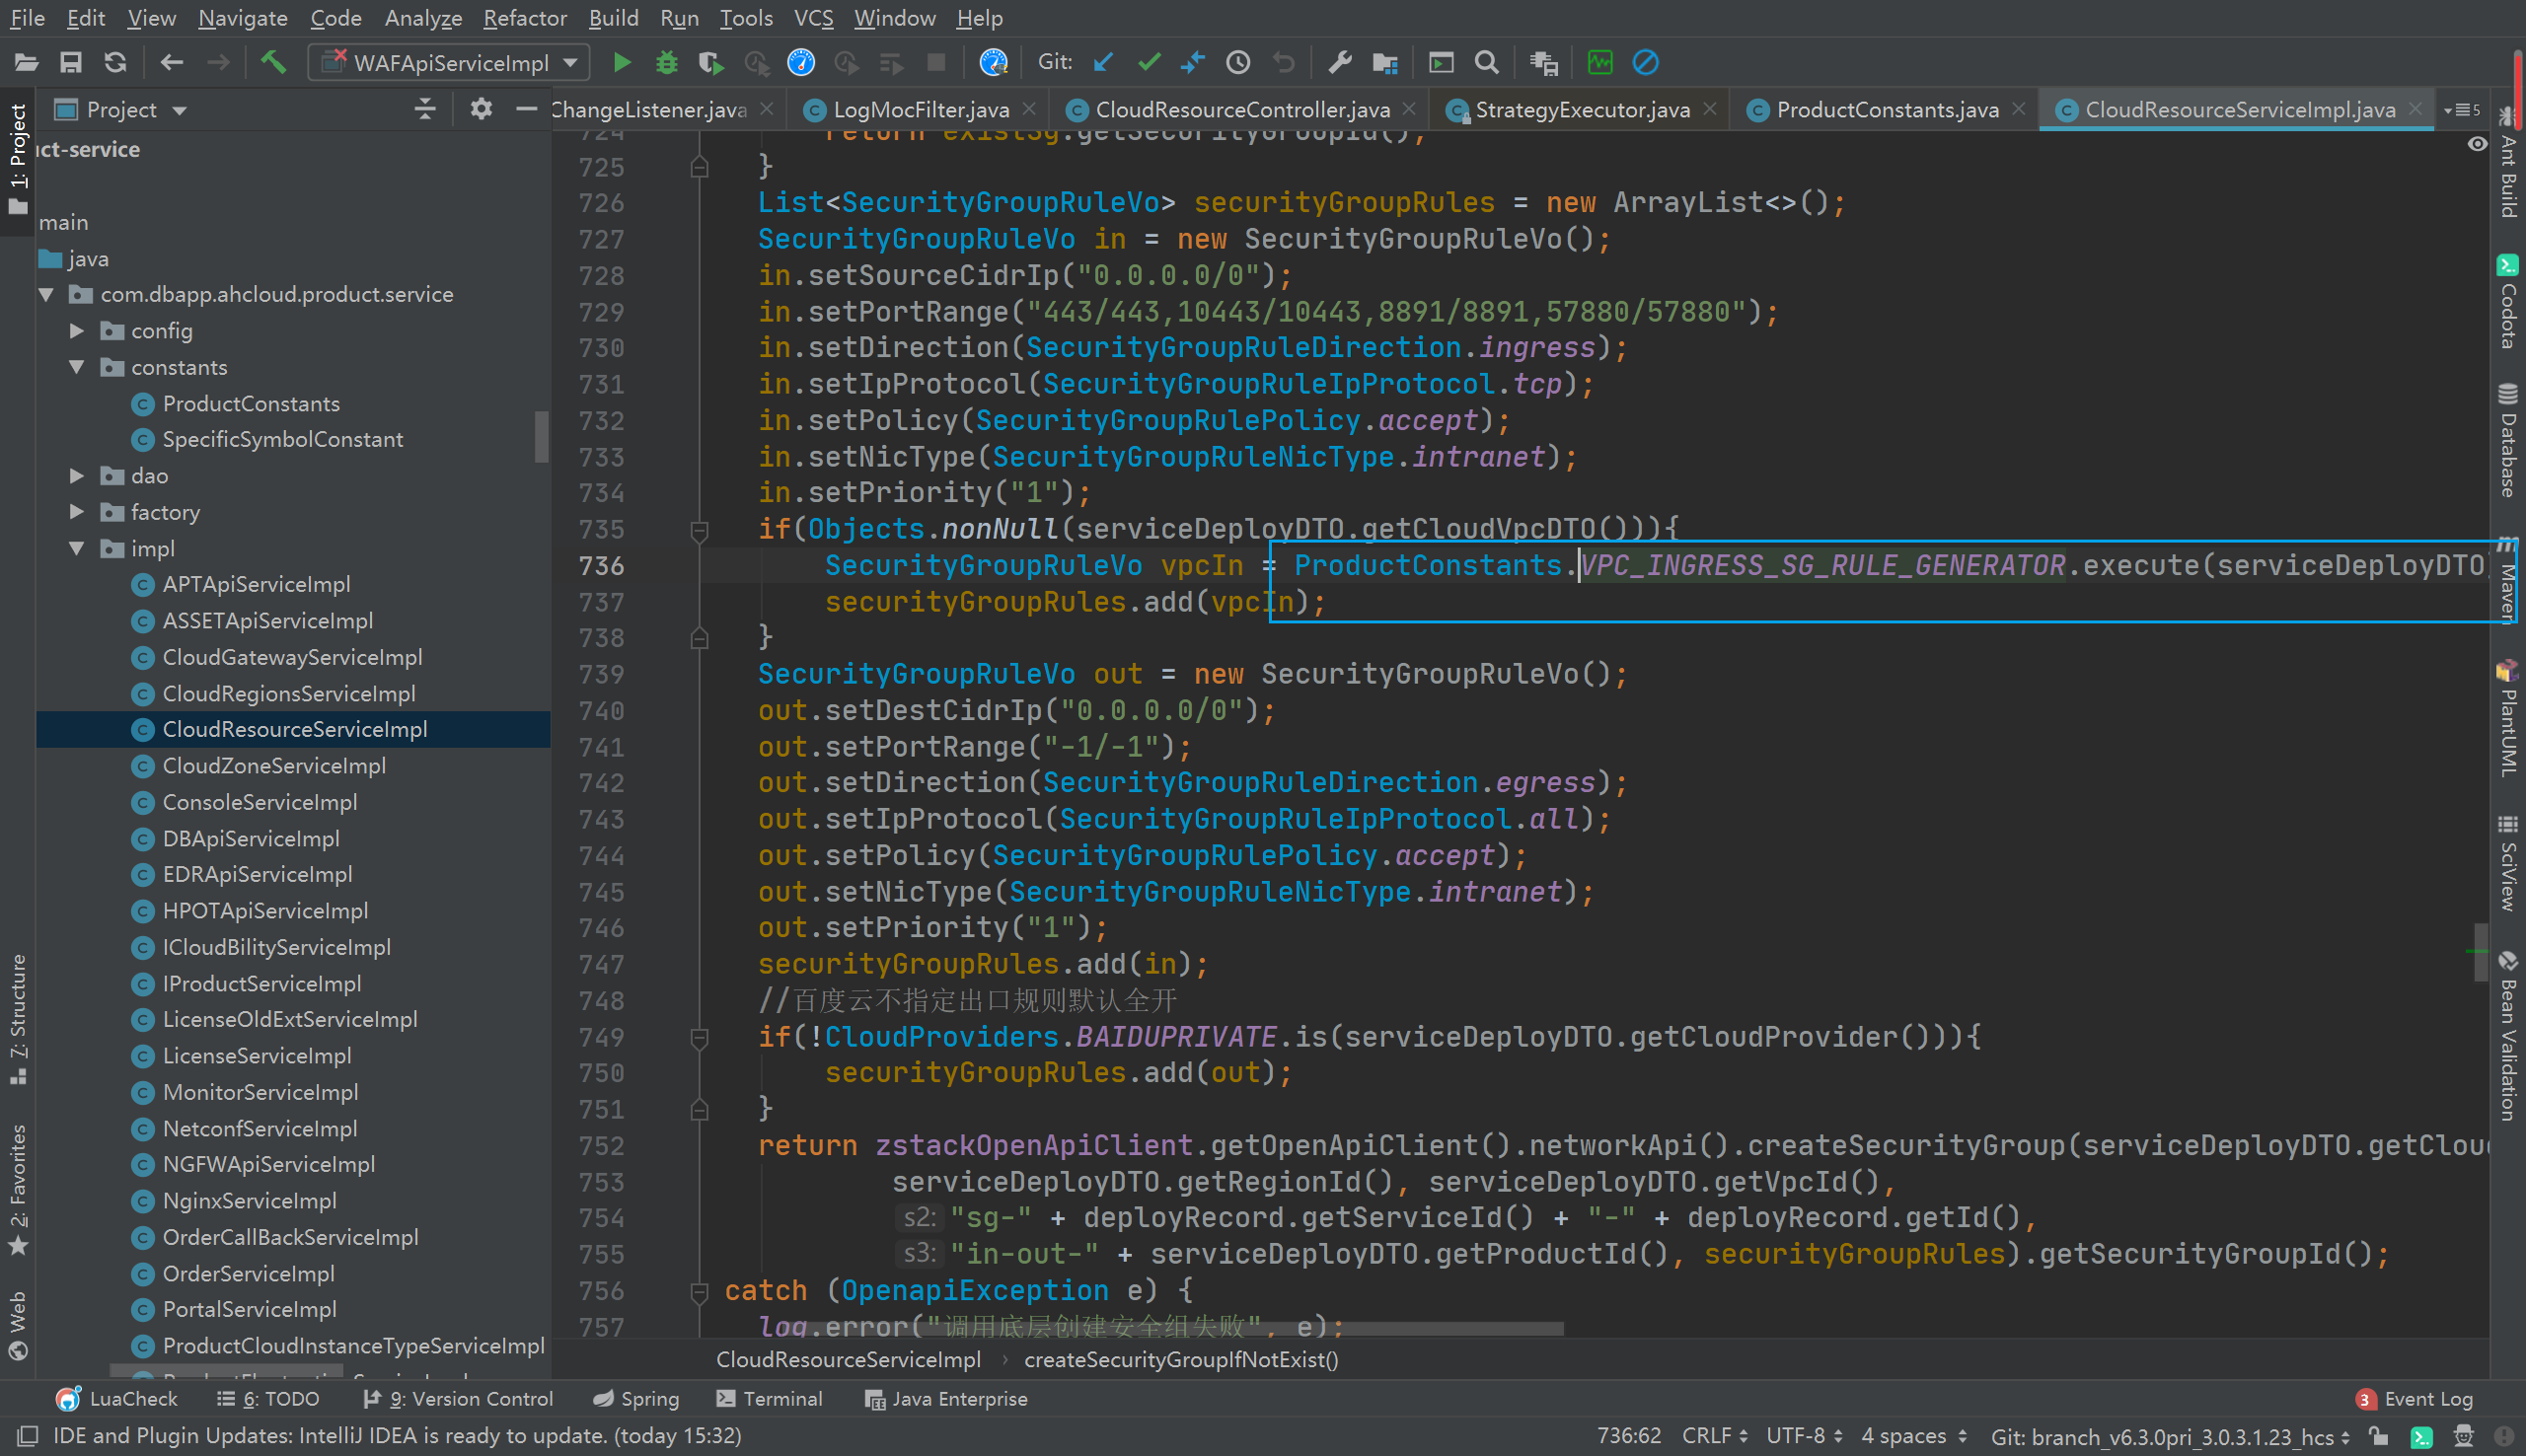 File Edit View Navigate Code Analyze Refactor Build Run Tools VCS Window Help
WAFApiServiceImpl Git:
Project
ChangeListener.java LogMocFilter.java CloudResourceController.java StrategyExecutor.java ProductConstants.java CloudResourceServiceImpl.java 5
1: Project
7: Structure
2: Favorites
Web
ct-service
main
java
com.dbapp.ahcloud.product.service
config
constants
ProductConstants
SpecificSymbolConstant
dao
factory
impl
APTApiServiceImpl
ASSETApiServiceImpl
CloudGatewayServiceImpl
CloudRegionsServiceImpl
CloudResourceServiceImpl
CloudZoneServiceImpl
ConsoleServiceImpl
DBApiServiceImpl
EDRApiServiceImpl
HPOTApiServiceImpl
ICloudBilityServiceImpl
IProductServiceImpl
LicenseOldExtServiceImpl
LicenseServiceImpl
MonitorServiceImpl
NetconfServiceImpl
NGFWApiServiceImpl
NginxServiceImpl
OrderCallBackServiceImpl
OrderServiceImpl
PortalServiceImpl
ProductCloudInstanceTypeServiceImpl
724 return existSg.getSecurityGroupId();
725 }
726 List<SecurityGroupRuleVo> securityGroupRules = new ArrayList<>();
727 SecurityGroupRuleVo in = new SecurityGroupRuleVo();
728 in.setSourceCidrIp("0.0.0.0/0");
729 in.setPortRange("443/443,10443/10443,8891/8891,57880/57880");
730 in.setDirection(SecurityGroupRuleDirection.ingress);
731 in.setIpProtocol(SecurityGroupRuleIpProtocol.tcp);
732 in.setPolicy(SecurityGroupRulePolicy.accept);
733 in.setNicType(SecurityGroupRuleNicType.intranet);
734 in.setPriority("1");
735 if(Objects.nonNull(serviceDeployDTO.getCloudVpcDTO())){
736 SecurityGroupRuleVo vpcIn = ProductConstants.VPC_INGRESS_SG_RULE_GENERATOR.execute(serviceDeployDTO
737 securityGroupRules.add(vpcIn);
738 }
739 SecurityGroupRuleVo out = new SecurityGroupRuleVo();
740 out.setDestCidrIp("0.0.0.0/0");
741 out.setPortRange("-1/-1");
742 out.setDirection(SecurityGroupRuleDirection.egress);
743 out.setIpProtocol(SecurityGroupRuleIpProtocol.all);
744 out.setPolicy(SecurityGroupRulePolicy.accept);
745 out.setNicType(SecurityGroupRuleNicType.intranet);
746 out.setPriority("1");
747 securityGroupRules.add(in);
748 //百度云不指定出口规则默认全开
749 if(!CloudProviders.BAIDUPRIVATE.is(serviceDeployDTO.getCloudProvider())){
750 securityGroupRules.add(out);
751 }
752 return zstackOpenApiClient.getOpenApiClient().networkApi().createSecurityGroup(serviceDeployDTO.getClou
753 serviceDeployDTO.getRegionId(), serviceDeployDTO.getVpcId(),
754 s2: "sg-" + deployRecord.getServiceId() + "-" + deployRecord.getId(),
755 s3: "in-out-" + serviceDeployDTO.getProductId(), securityGroupRules).getSecurityGroupId();
756 catch (OpenapiException e) {
757 log.error("调用底层创建安全组失败", e);
CloudResourceServiceImpl › createSecurityGroupIfNotExist()
Ant Build
Codota
Database
Maven
PlantUML
SciView
Bean Validation
LuaCheck 6: TODO 9: Version Control Spring Terminal Java Enterprise 3 Event Log
IDE and Plugin Updates: IntelliJ IDEA is ready to update. (today 15:32) 736:62 CRLF UTF-8 4 spaces Git: branch_v6.3.0pri_3.0.3.1.23_hcs